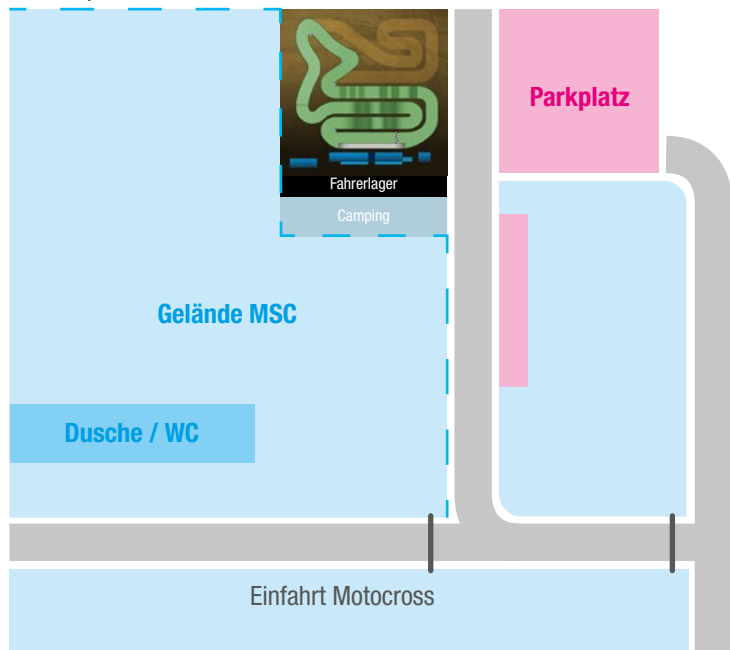 Parkplatz
Fahrerlager
Camping
Gelände MSC
Dusche / WC
Einfahrt Motocross